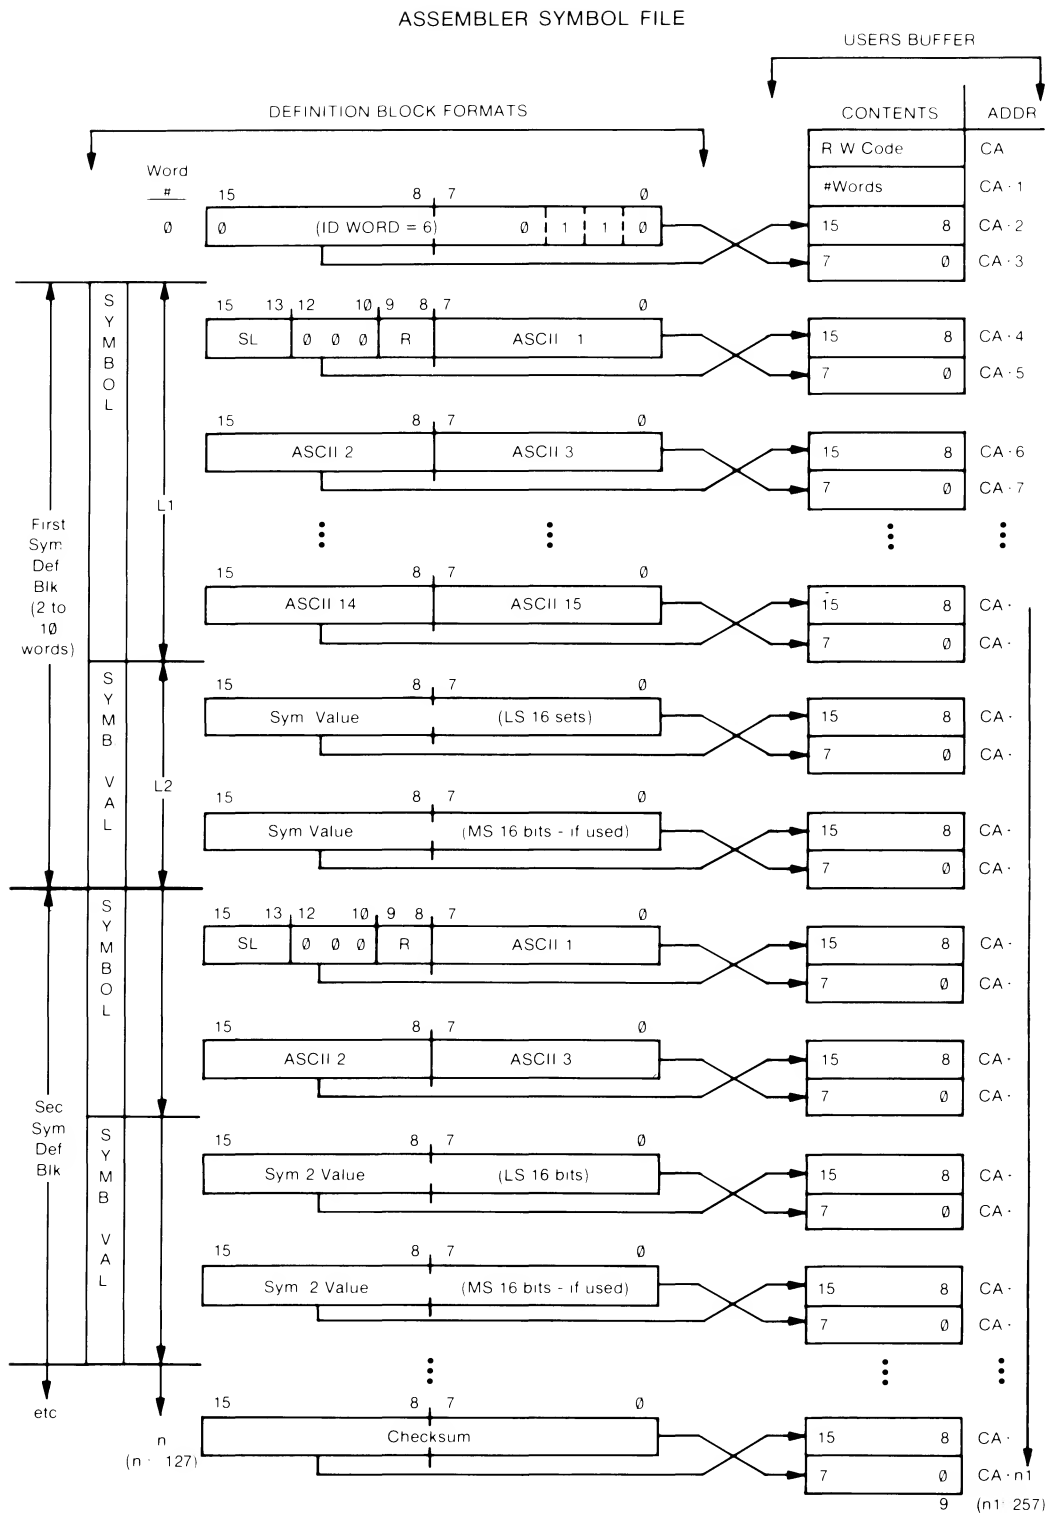 ASSEMBLER SYMBOL FILE
USERS BUFFER
DEFINITION BLOCK FORMATS
CONTENTS ADDR
R W Code CA
#Words CA·1
Word
#
15 8 7 Ø
Ø Ø (ID WORD = 6) Ø 1 1 Ø 15 8 CA·2
7 Ø CA·3
SYMBOL
15 13 12 1Ø 9 8 7 Ø
SL Ø Ø Ø R ASCII 1 15 8 CA·4
7 Ø CA·5
15 8 7 Ø
ASCII 2 ASCII 3 15 8 CA·6
7 Ø CA·7
L1
First
Sym
Def
Blk
(2 to
1Ø
words)
15 8 7 Ø
ASCII 14 ASCII 15 15 8 CA·
7 Ø CA·
SYMB VAL
15 8 7 Ø
Sym Value (LS 16 sets) 15 8 CA·
7 Ø CA·
L2
15 8 7 Ø
Sym Value (MS 16 bits - if used) 15 8 CA·
7 Ø CA·
SYMBOL
15 13 12 1Ø 9 8 7 Ø
SL Ø Ø Ø R ASCII 1 15 8 CA·
7 Ø CA·
15 8 7 Ø
ASCII 2 ASCII 3 15 8 CA·
7 Ø CA·
Sec
Sym
Def
Blk
SYMB VAL
15 8 7 Ø
Sym 2 Value (LS 16 bits) 15 8 CA·
7 Ø CA·
15 8 7 Ø
Sym 2 Value (MS 16 bits - if used) 15 8 CA·
7 Ø CA·
etc
15 8 7 Ø
Checksum 15 8 CA·
7 Ø CA·n1
n
(n· 127)
9 (n1· 257)